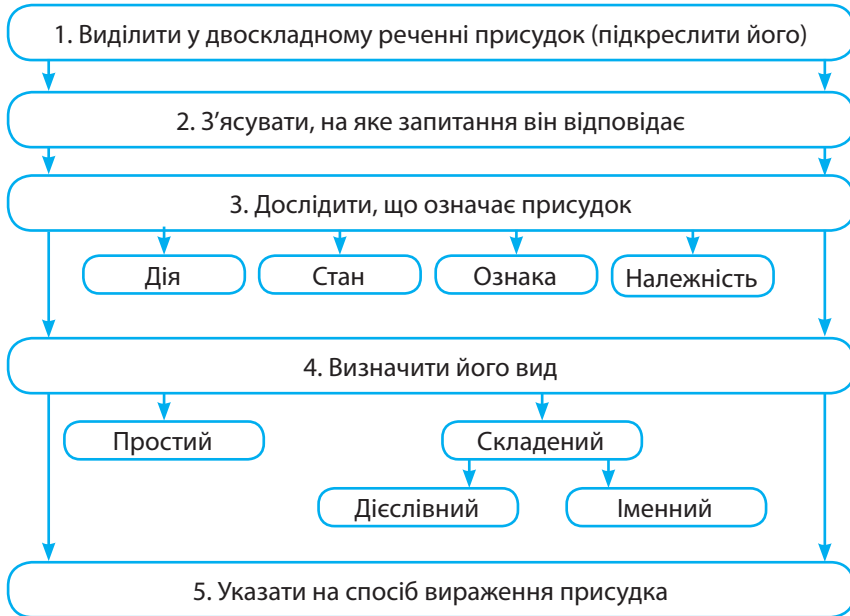 1. Виділити у двоскладному реченні присудок (підкреслити його)
2. З’ясувати, на яке запитання він відповідає
3. Дослідити, що означає присудок
Дія
Стан
Ознака
Належність
4. Визначити його вид
Простий
Складений
Дієслівний
Іменний
5. Указати на спосіб вираження присудка